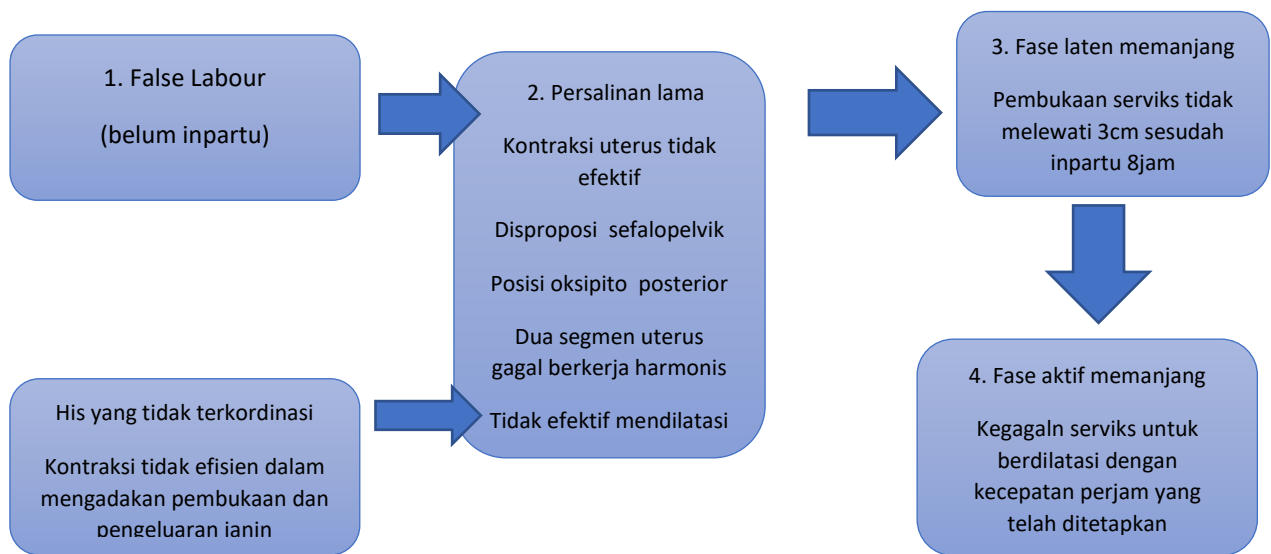 1. False Labour
(belum inpartu)
2. Persalinan lama
Kontraksi uterus tidak
efektif
Disproposi sefalopelvik
Posisi oksipito posterior
Dua segmen uterus
gagal berkerja harmonis
Tidak efektif mendilatasi
3. Fase laten memanjang
Pembukaan serviks tidak
melewati 3cm sesudah
inpartu 8jam
His yang tidak terkordinasi
Kontraksi tidak efisien dalam
mengadakan pembukaan dan
pengeluaran janin
4. Fase aktif memanjang
Kegagaln serviks untuk
berdilatasi dengan
kecepatan perjam yang
telah ditetapkan